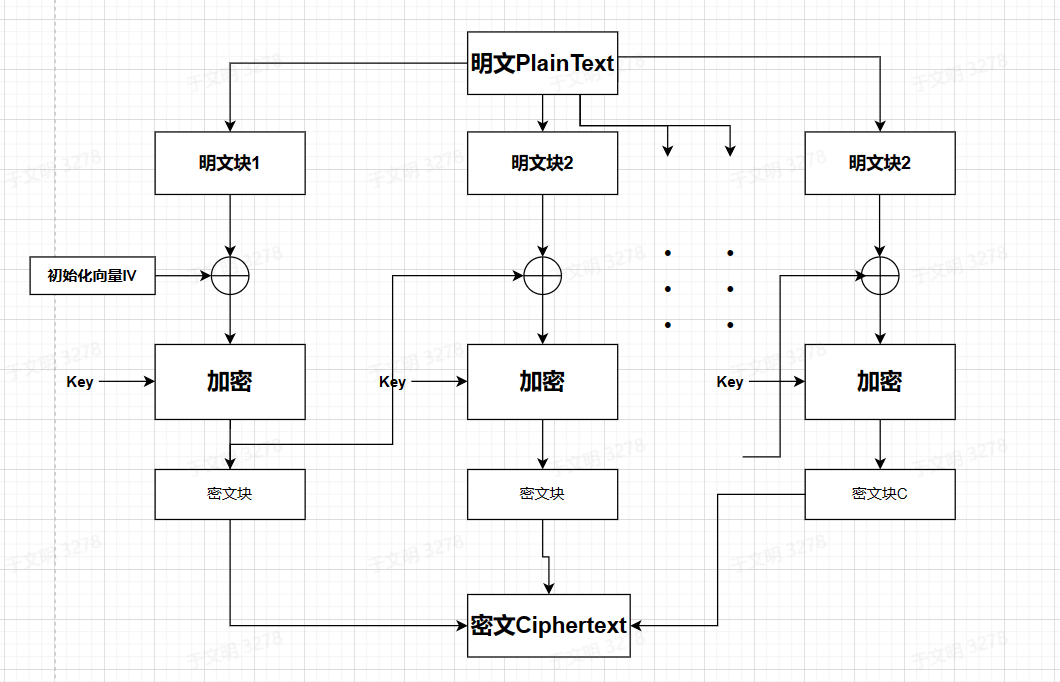 明文PlainText
明文块1
明文块2
明文块2
初始化向量IV
Key
加密
Key
加密
Key
加密
密文块
密文块
密文块C
密文Ciphertext
于文明 3278